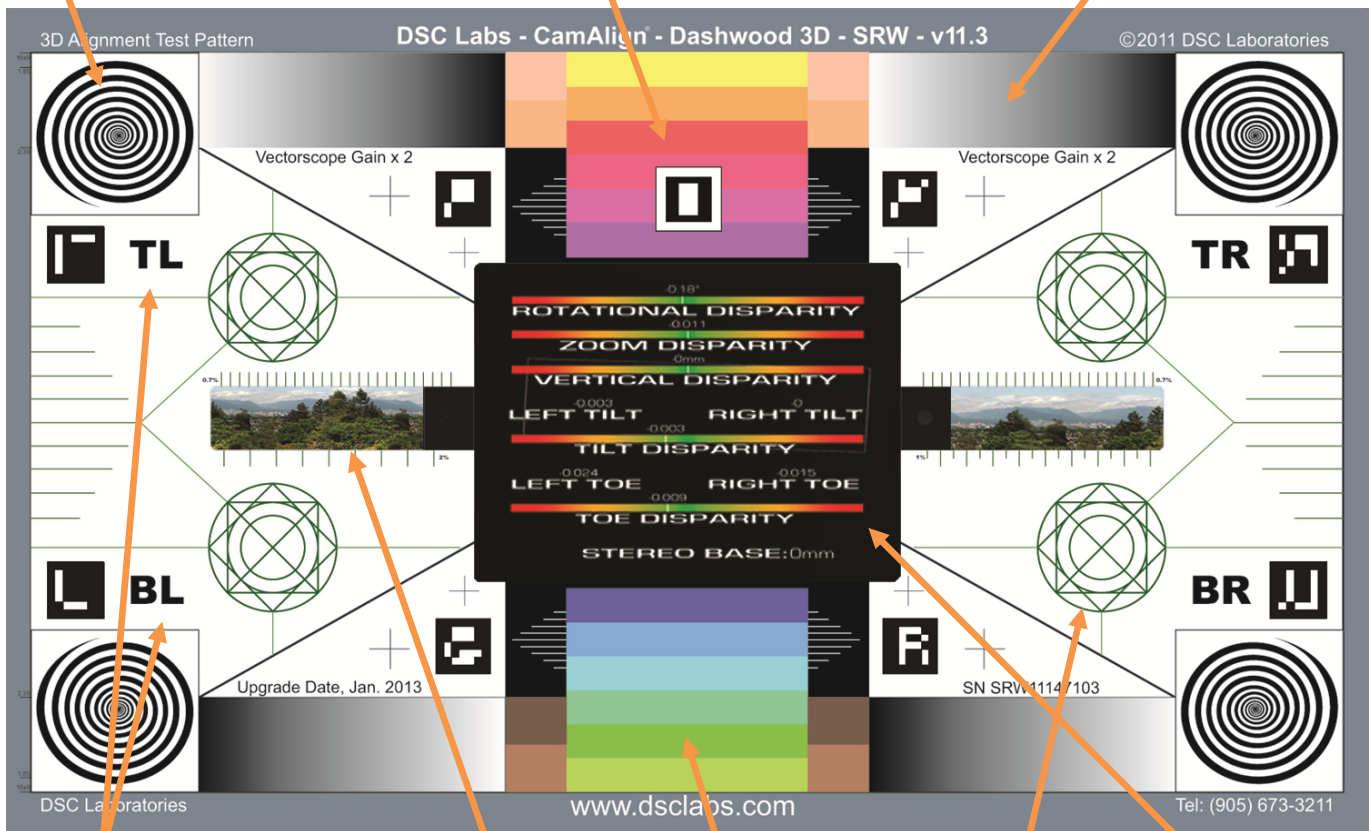 DSC Labs - CamAlign® - Dashwood 3D - SRW - v11.3
3D Alignment Test Pattern
©2011 DSC Laboratories
Vectorscope Gain x 2
Vectorscope Gain x 2
TL
TR
-0.18°
ROTATIONAL DISPARITY
-0.011
ZOOM DISPARITY
-0mm
VERTICAL DISPARITY
0.7%
0.7%
-0.003
-0
LEFT TILT RIGHT TILT
-0.003
TILT DISPARITY
2%
1%
-0.024 -0.015
LEFT TOE RIGHT TOE
-0.009
TOE DISPARITY
STEREO BASE:0mm
BL
BR
Upgrade Date, Jan. 2013
SN SRW11147103
DSC Laboratories
www.dsclabs.com
Tel: (905) 673-3211